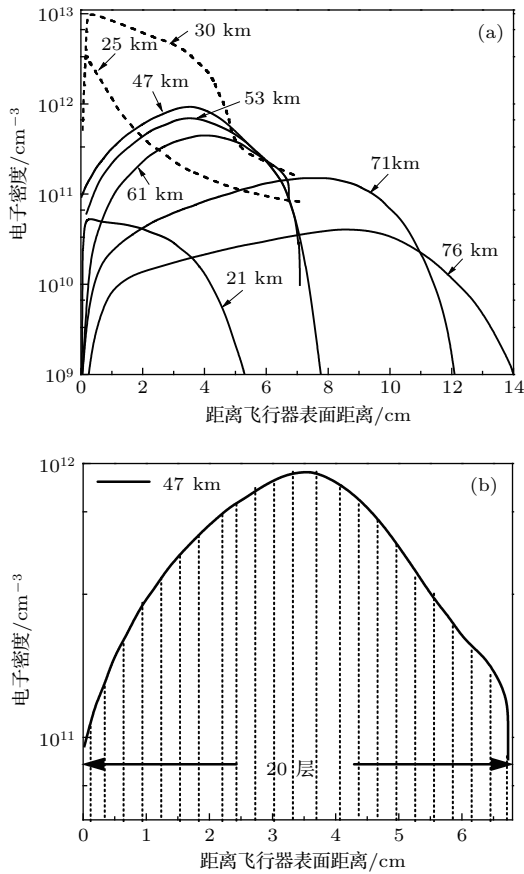 10^13
10^12
10^11
10^10
10^9
电子密度/cm^−3
(a)
30 km
25 km
47 km
53 km
61 km
71km
76 km
21 km
0 2 4 6 8 10 12 14
距离飞行器表面距离/cm
10^12
10^11
电子密度/cm^−3
47 km
(b)
20 层
0 1 2 3 4 5 6
距离飞行器表面距离/cm